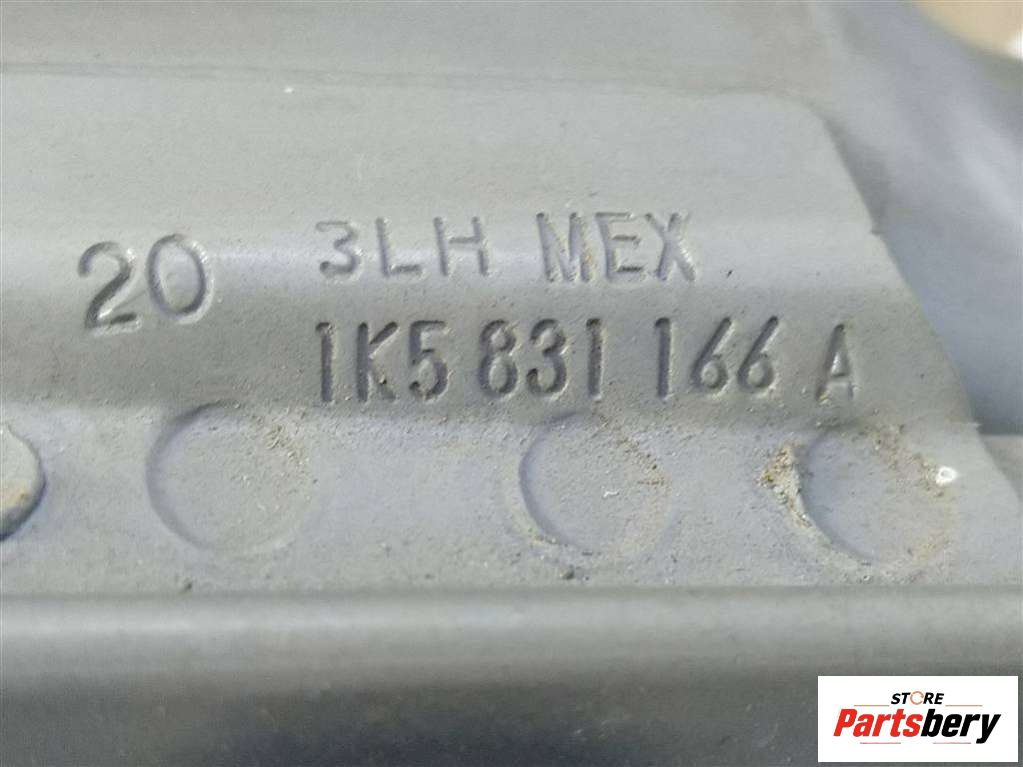 20
3LH MEX
1K5 831 166 A
STORE
Partsbery